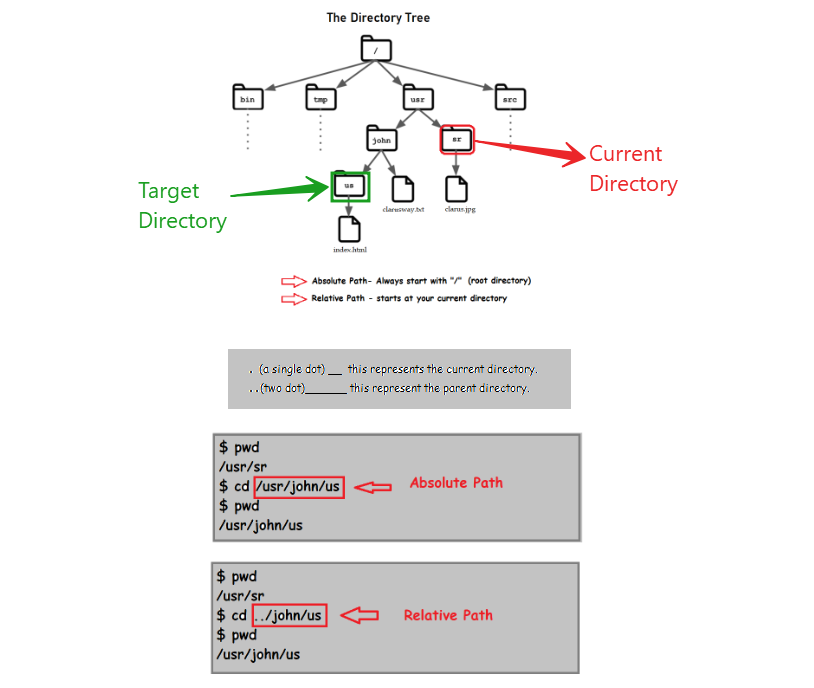 The Directory Tree
/
bin
tmp
usr
src
john
sr
Current
Directory
us
Target
Directory
clarusway.txt
clarus.jpg
index.html
Absolute Path- Always start with "/" (root directory)
Relative Path - starts at your current directory
. (a single dot) __ this represents the current directory.
..(two dot)______ this represent the parent directory.
$ pwd
/usr/sr
$ cd /usr/john/us Absolute Path
$ pwd
/usr/john/us
$ pwd
/usr/sr
$ cd ../john/us Relative Path
$ pwd
/usr/john/us